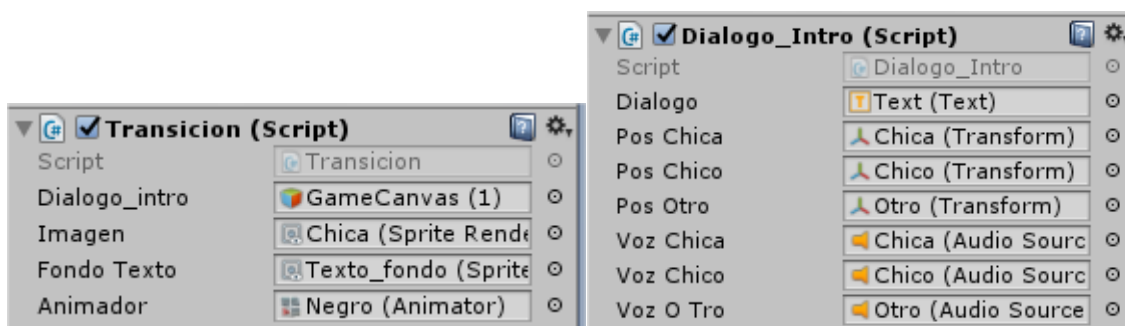 Transicion (Script)
Script Transicion
Dialogo_intro GameCanvas (1)
Imagen Chica (Sprite Rende
Fondo Texto Texto_fondo (Sprite
Animador Negro (Animator)
Dialogo_Intro (Script)
Script Dialogo_Intro
Dialogo Text (Text)
Pos Chica Chica (Transform)
Pos Chico Chico (Transform)
Pos Otro Otro (Transform)
Voz Chica Chica (Audio Sourc
Voz Chico Chico (Audio Sourc
Voz O Tro Otro (Audio Source